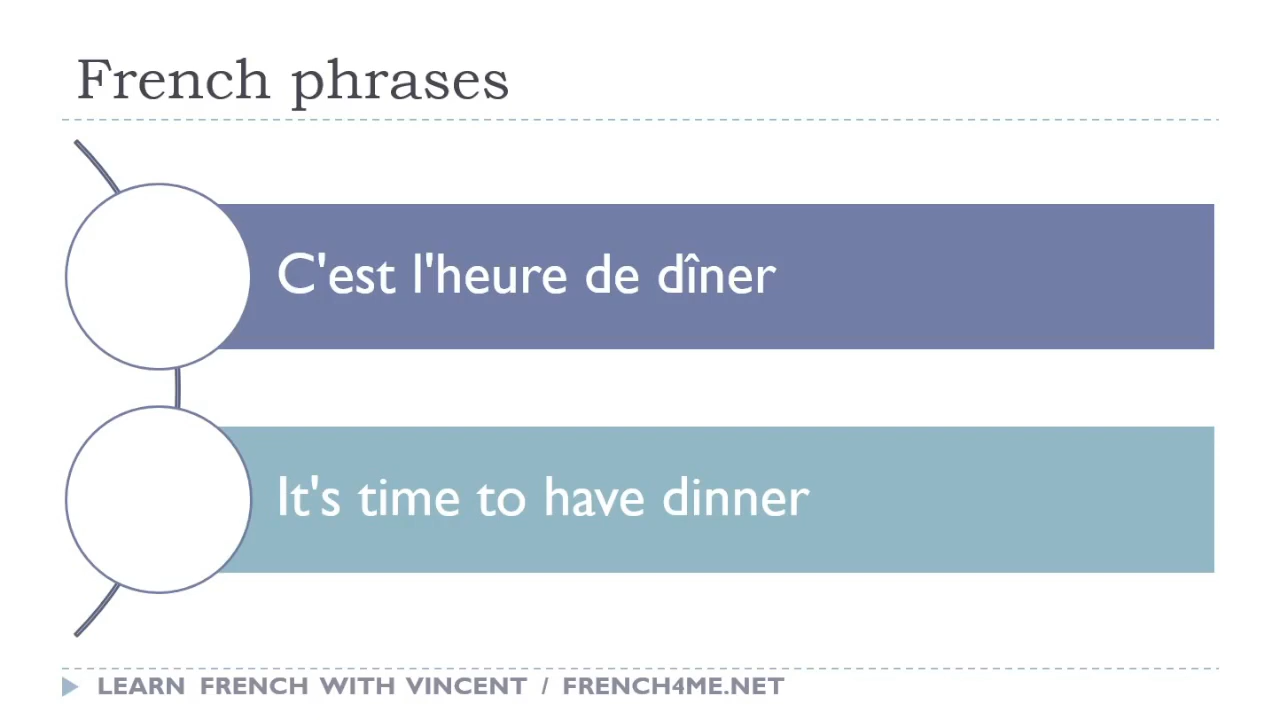 French phrases
C'est l'heure de dîner
It's time to have dinner
LEARN FRENCH WITH VINCENT / FRENCH4ME.NET